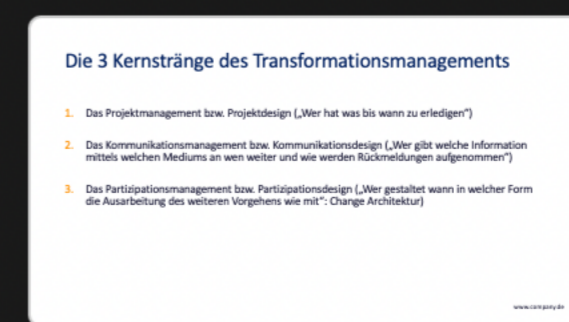 Die 3 Kernstränge des Transformationsmanagements
1. Das Projektmanagement bzw. Projektdesign („Wer hat was bis wann zu erledigen“)
2. Das Kommunikationsmanagement bzw. Kommunikationsdesign („Wer gibt welche Information
mittels welchen Mediums an wen weiter und wie werden Rückmeldungen aufgenommen“)
3. Das Partizipationsmanagement bzw. Partizipationsdesign („Wer gestaltet wann in welcher Form
die Ausarbeitung des weiteren Vorgehens wie mit“: Change Architektur)
www.company.de